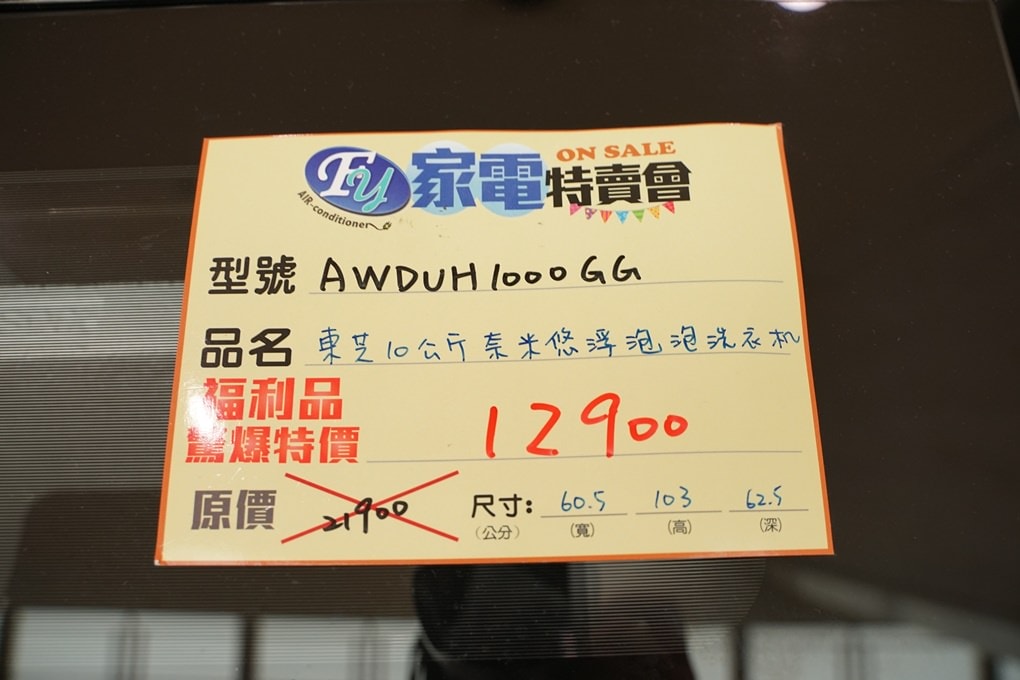 FY AIR-conditioner
家電特賣會 ON SALE
型號 AWDUH1000GG
品名 東芝10公斤奈米悠浮泡泡洗衣机
福利品
驚爆特價 12900
原價 21900 尺寸: 60.5 103 62.5
(公分) (寬) (高) (深)